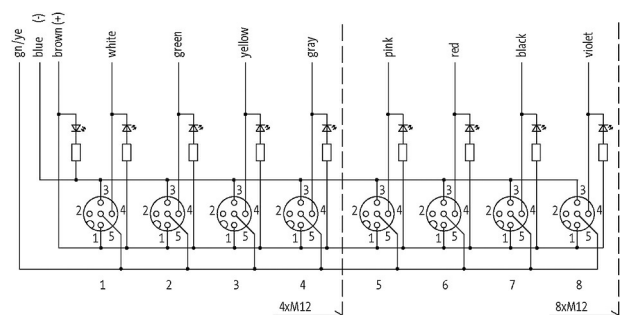 gn/ye
blue (-)
brown (+)
white
green
yellow
gray
pink
red
black
violet
3 3 3 3 3 3 3 3
2 4 2 4 2 4 2 4 2 4 2 4 2 4 2 4
1 5 1 5 1 5 1 5 1 5 1 5 1 5 1 5
1 2 3 4 5 6 7 8
4xM12 8xM12